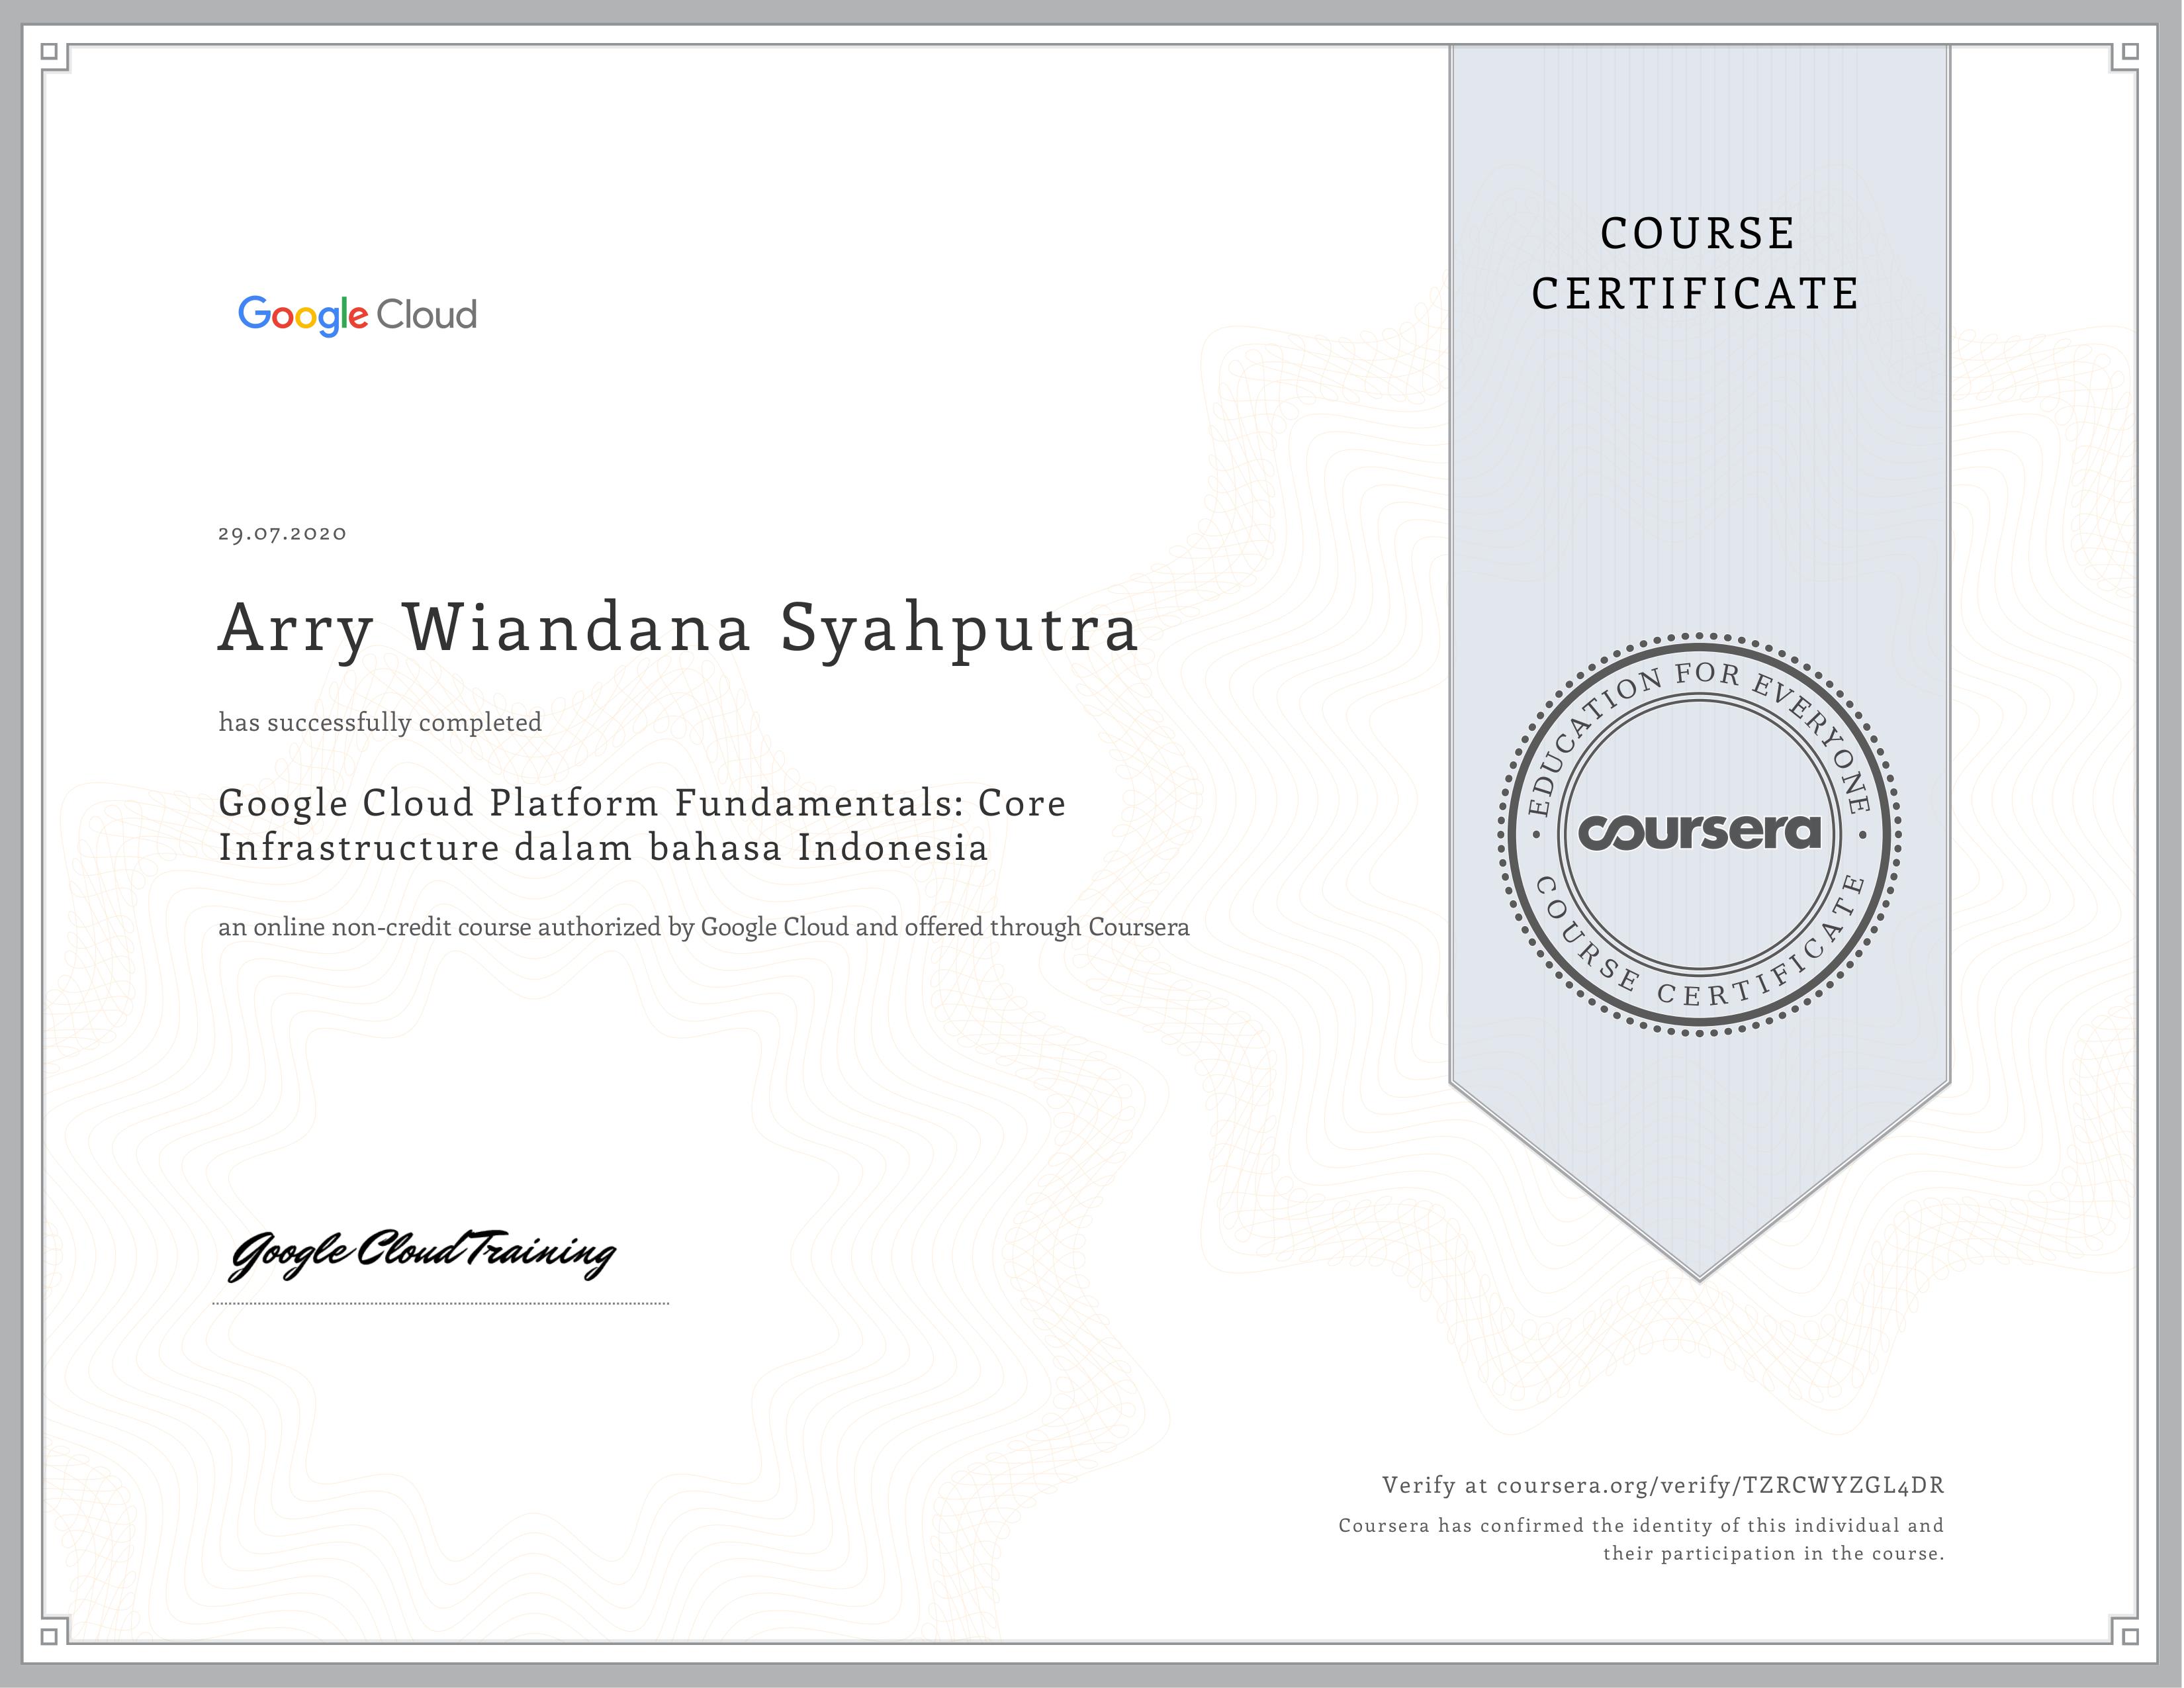 Google Cloud
COURSE
CERTIFICATE
29.07.2020
Arry Wiandana Syahputra
has successfully completed
Google Cloud Platform Fundamentals: Core
Infrastructure dalam bahasa Indonesia
an online non-credit course authorized by Google Cloud and offered through Coursera
EDUCATION FOR EVERYONE
coursera
COURSE CERTIFICATE
Google Cloud Training
Verify at coursera.org/verify/TZRCWYZGL4DR
Coursera has confirmed the identity of this individual and
their participation in the course.